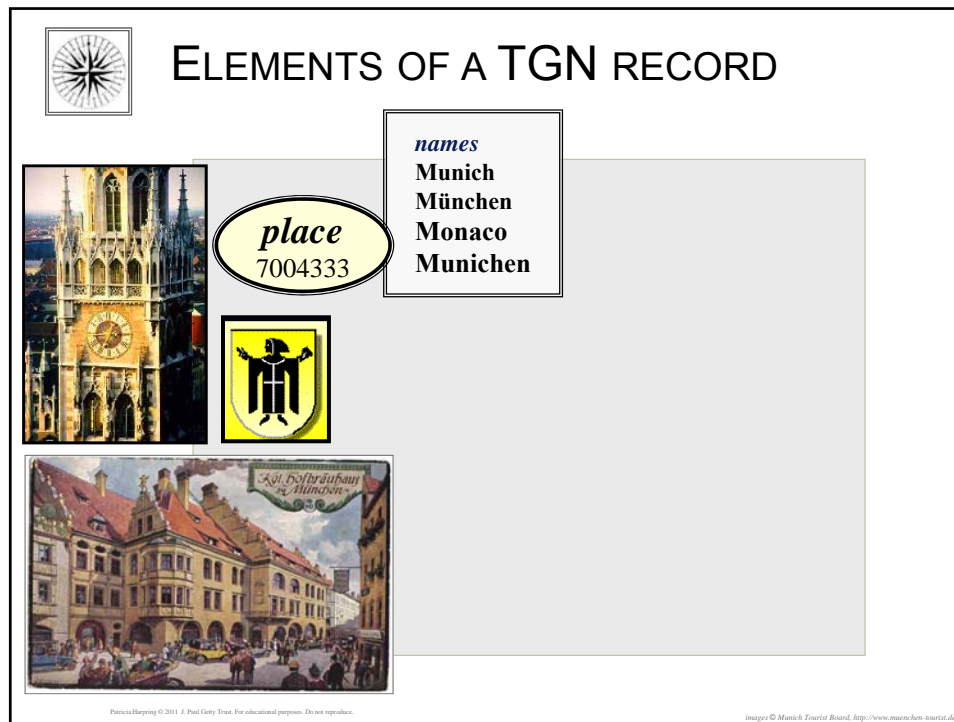 ELEMENTS OF A TGN RECORD
names
Munich
München
Monaco
Munichen
place
7004333
Kgl. Hofbräuhaus
München
Patricia Harpring © 2011 J. Paul Getty Trust. For educational purposes. Do not reproduce.
images © Munich Tourist Board, http://www.muenchen-tourist.de